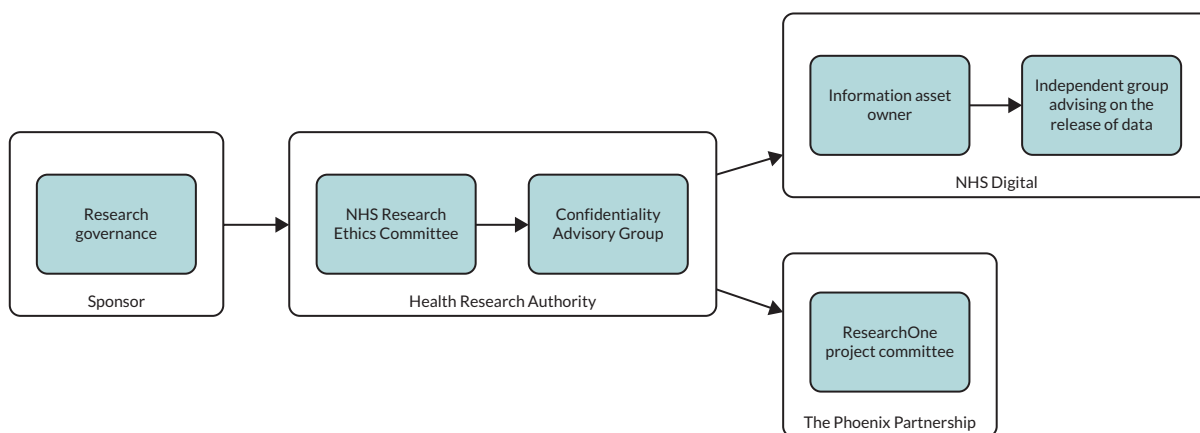 Research
governance
Sponsor
NHS Research
Ethics Committee
Confidentiality
Advisory Group
Health Research Authority
Information asset
owner
Independent group
advising on the
release of data
NHS Digital
ResearchOne
project committee
The Phoenix Partnership